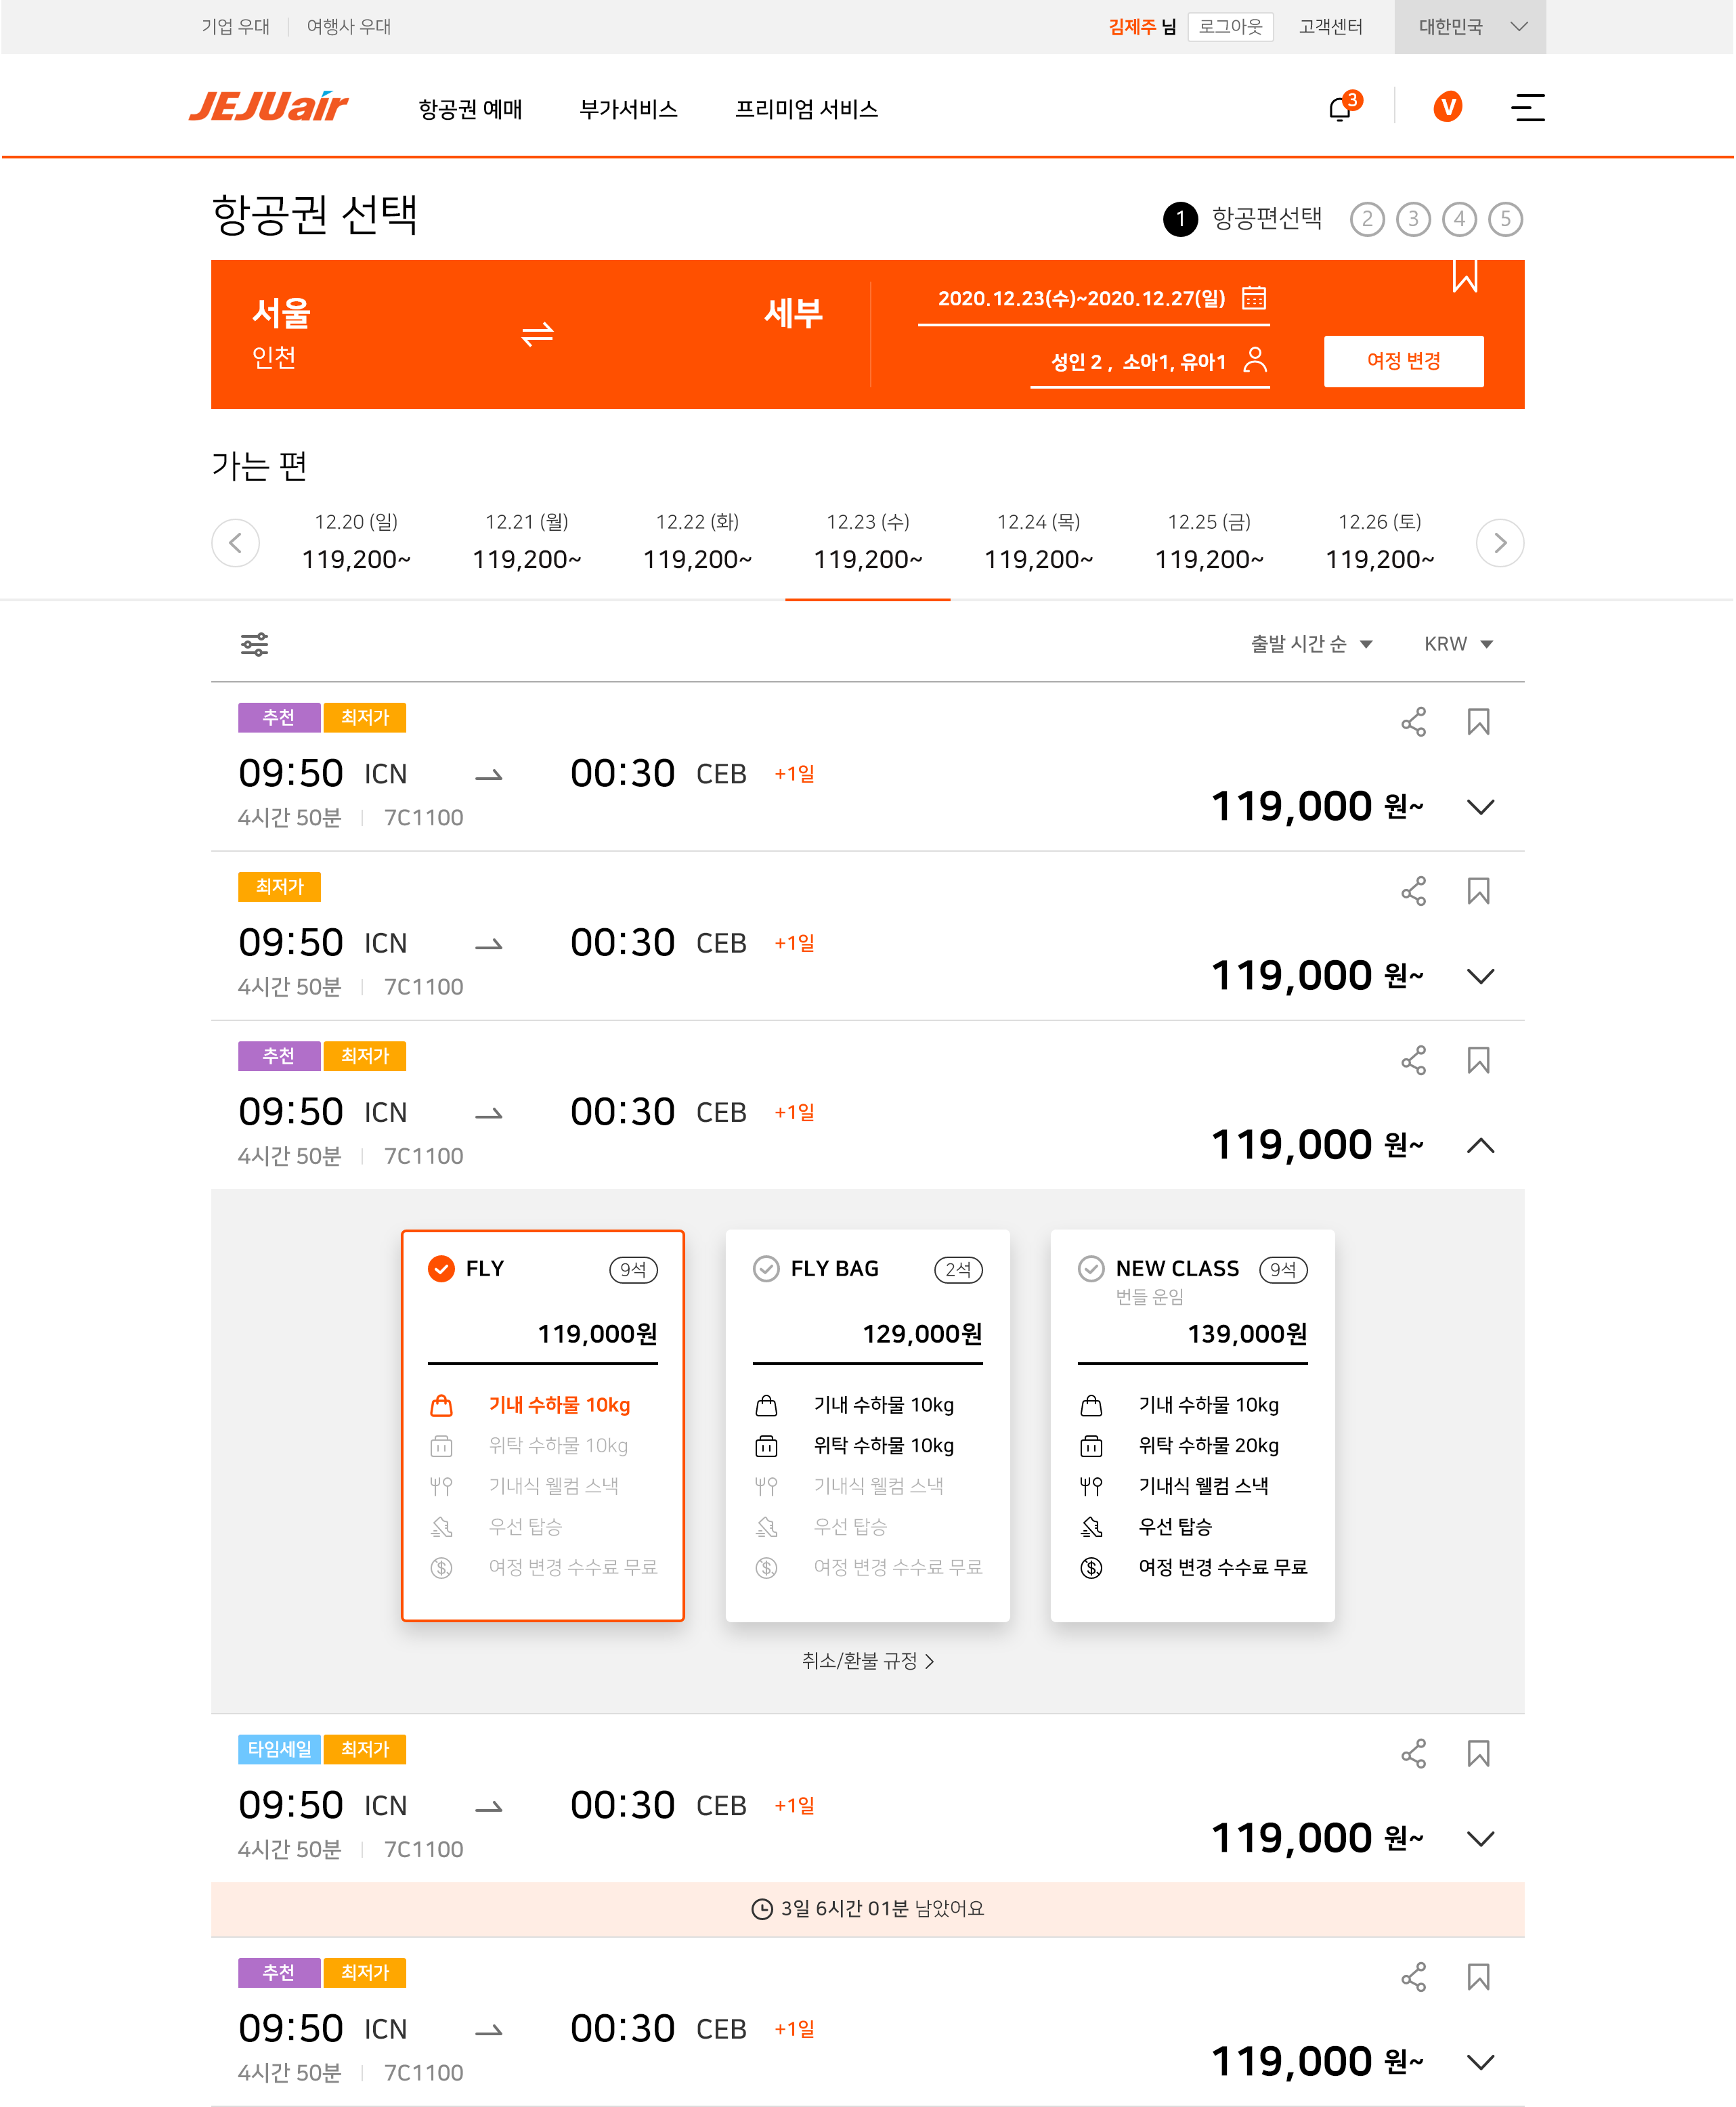 기업 우대 여행사 우대 김제주 님 로그아웃 고객센터 대한민국
JEJUair 항공권 예매 부가서비스 프리미엄 서비스 3 V
항공권 선택 1 항공편선택 2 3 4 5
서울 세부 2020.12.23(수)~2020.12.27(일)
인천 성인 2 , 소아1, 유아1 여정 변경
가는 편
12.20 (일) 12.21 (월) 12.22 (화) 12.23 (수) 12.24 (목) 12.25 (금) 12.26 (토)
119,200~ 119,200~ 119,200~ 119,200~ 119,200~ 119,200~ 119,200~
출발 시간 순 KRW
추천 최저가
09:50 ICN 00:30 CEB +1일
119,000 원~
4시간 50분 7C1100
최저가
09:50 ICN 00:30 CEB +1일
119,000 원~
4시간 50분 7C1100
추천 최저가
09:50 ICN 00:30 CEB +1일
119,000 원~
4시간 50분 7C1100
FLY 9석
119,000원
기내 수하물 10kg
위탁 수하물 10kg
기내식 웰컴 스낵
우선 탑승
여정 변경 수수료 무료
FLY BAG 2석
129,000원
기내 수하물 10kg
위탁 수하물 10kg
기내식 웰컴 스낵
우선 탑승
여정 변경 수수료 무료
NEW CLASS 9석
번들 운임
139,000원
기내 수하물 10kg
위탁 수하물 20kg
기내식 웰컴 스낵
우선 탑승
여정 변경 수수료 무료
취소/환불 규정
타임세일 최저가
09:50 ICN 00:30 CEB +1일
119,000 원~
4시간 50분 7C1100
3일 6시간 01분 남았어요
추천 최저가
09:50 ICN 00:30 CEB +1일
119,000 원~
4시간 50분 7C1100